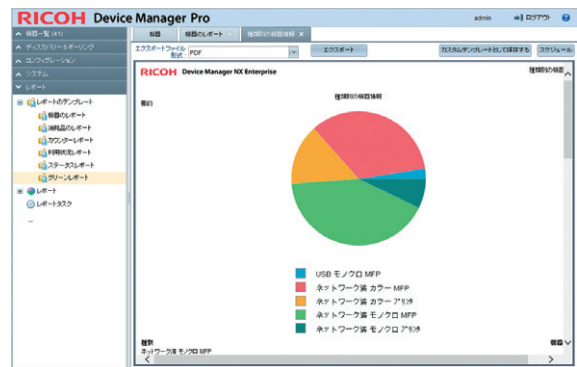 RICOH Device Manager Pro
admin ログアウト
機器一覧 (41)
ディスカバリー&ポーリング
コンフィグレーション
システム
レポート
レポートのテンプレート
機器のレポート
消耗品のレポート
カウンターレポート
利用状況レポート
ステータスレポート
グリーンレポート
レポート
レポートタスク
機器 機器のレポート × 種類別の機器情報 ×
エクスポートファイル形式: PDF エクスポート カスタムテンプレートとして保存する スケジュール
RICOH Device Manager NX Enterprise 種類別の機器
要約
種類別の機器情報
USB モノクロ MFP
ネットワーク済 カラー MFP
ネットワーク済 カラー プリンタ
ネットワーク済 モノクロ MFP
ネットワーク済 モノクロ プリンタ
種別 機器
ネットワーク済 モノクロ MFP